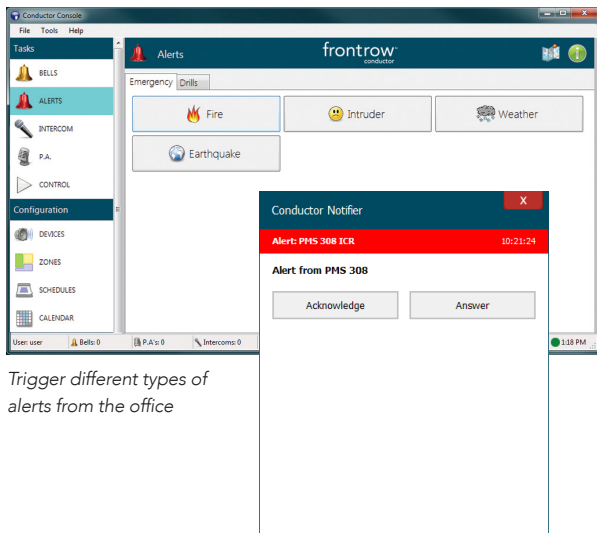 Conductor Console
File Tools Help
Tasks
Alerts
frontrow
conductor
BELLS
Emergency Drills
ALERTS
Fire
Intruder
Weather
INTERCOM
Earthquake
P.A.
CONTROL
Configuration
DEVICES
ZONES
SCHEDULES
CALENDAR
User: user Bells: 0 P.A's: 0 Intercoms: 0 1:18 PM
Conductor Notifier X
Alert: PMS 308 ICR 10:21:24
Alert from PMS 308
Acknowledge Answer
Trigger different types of
alerts from the office